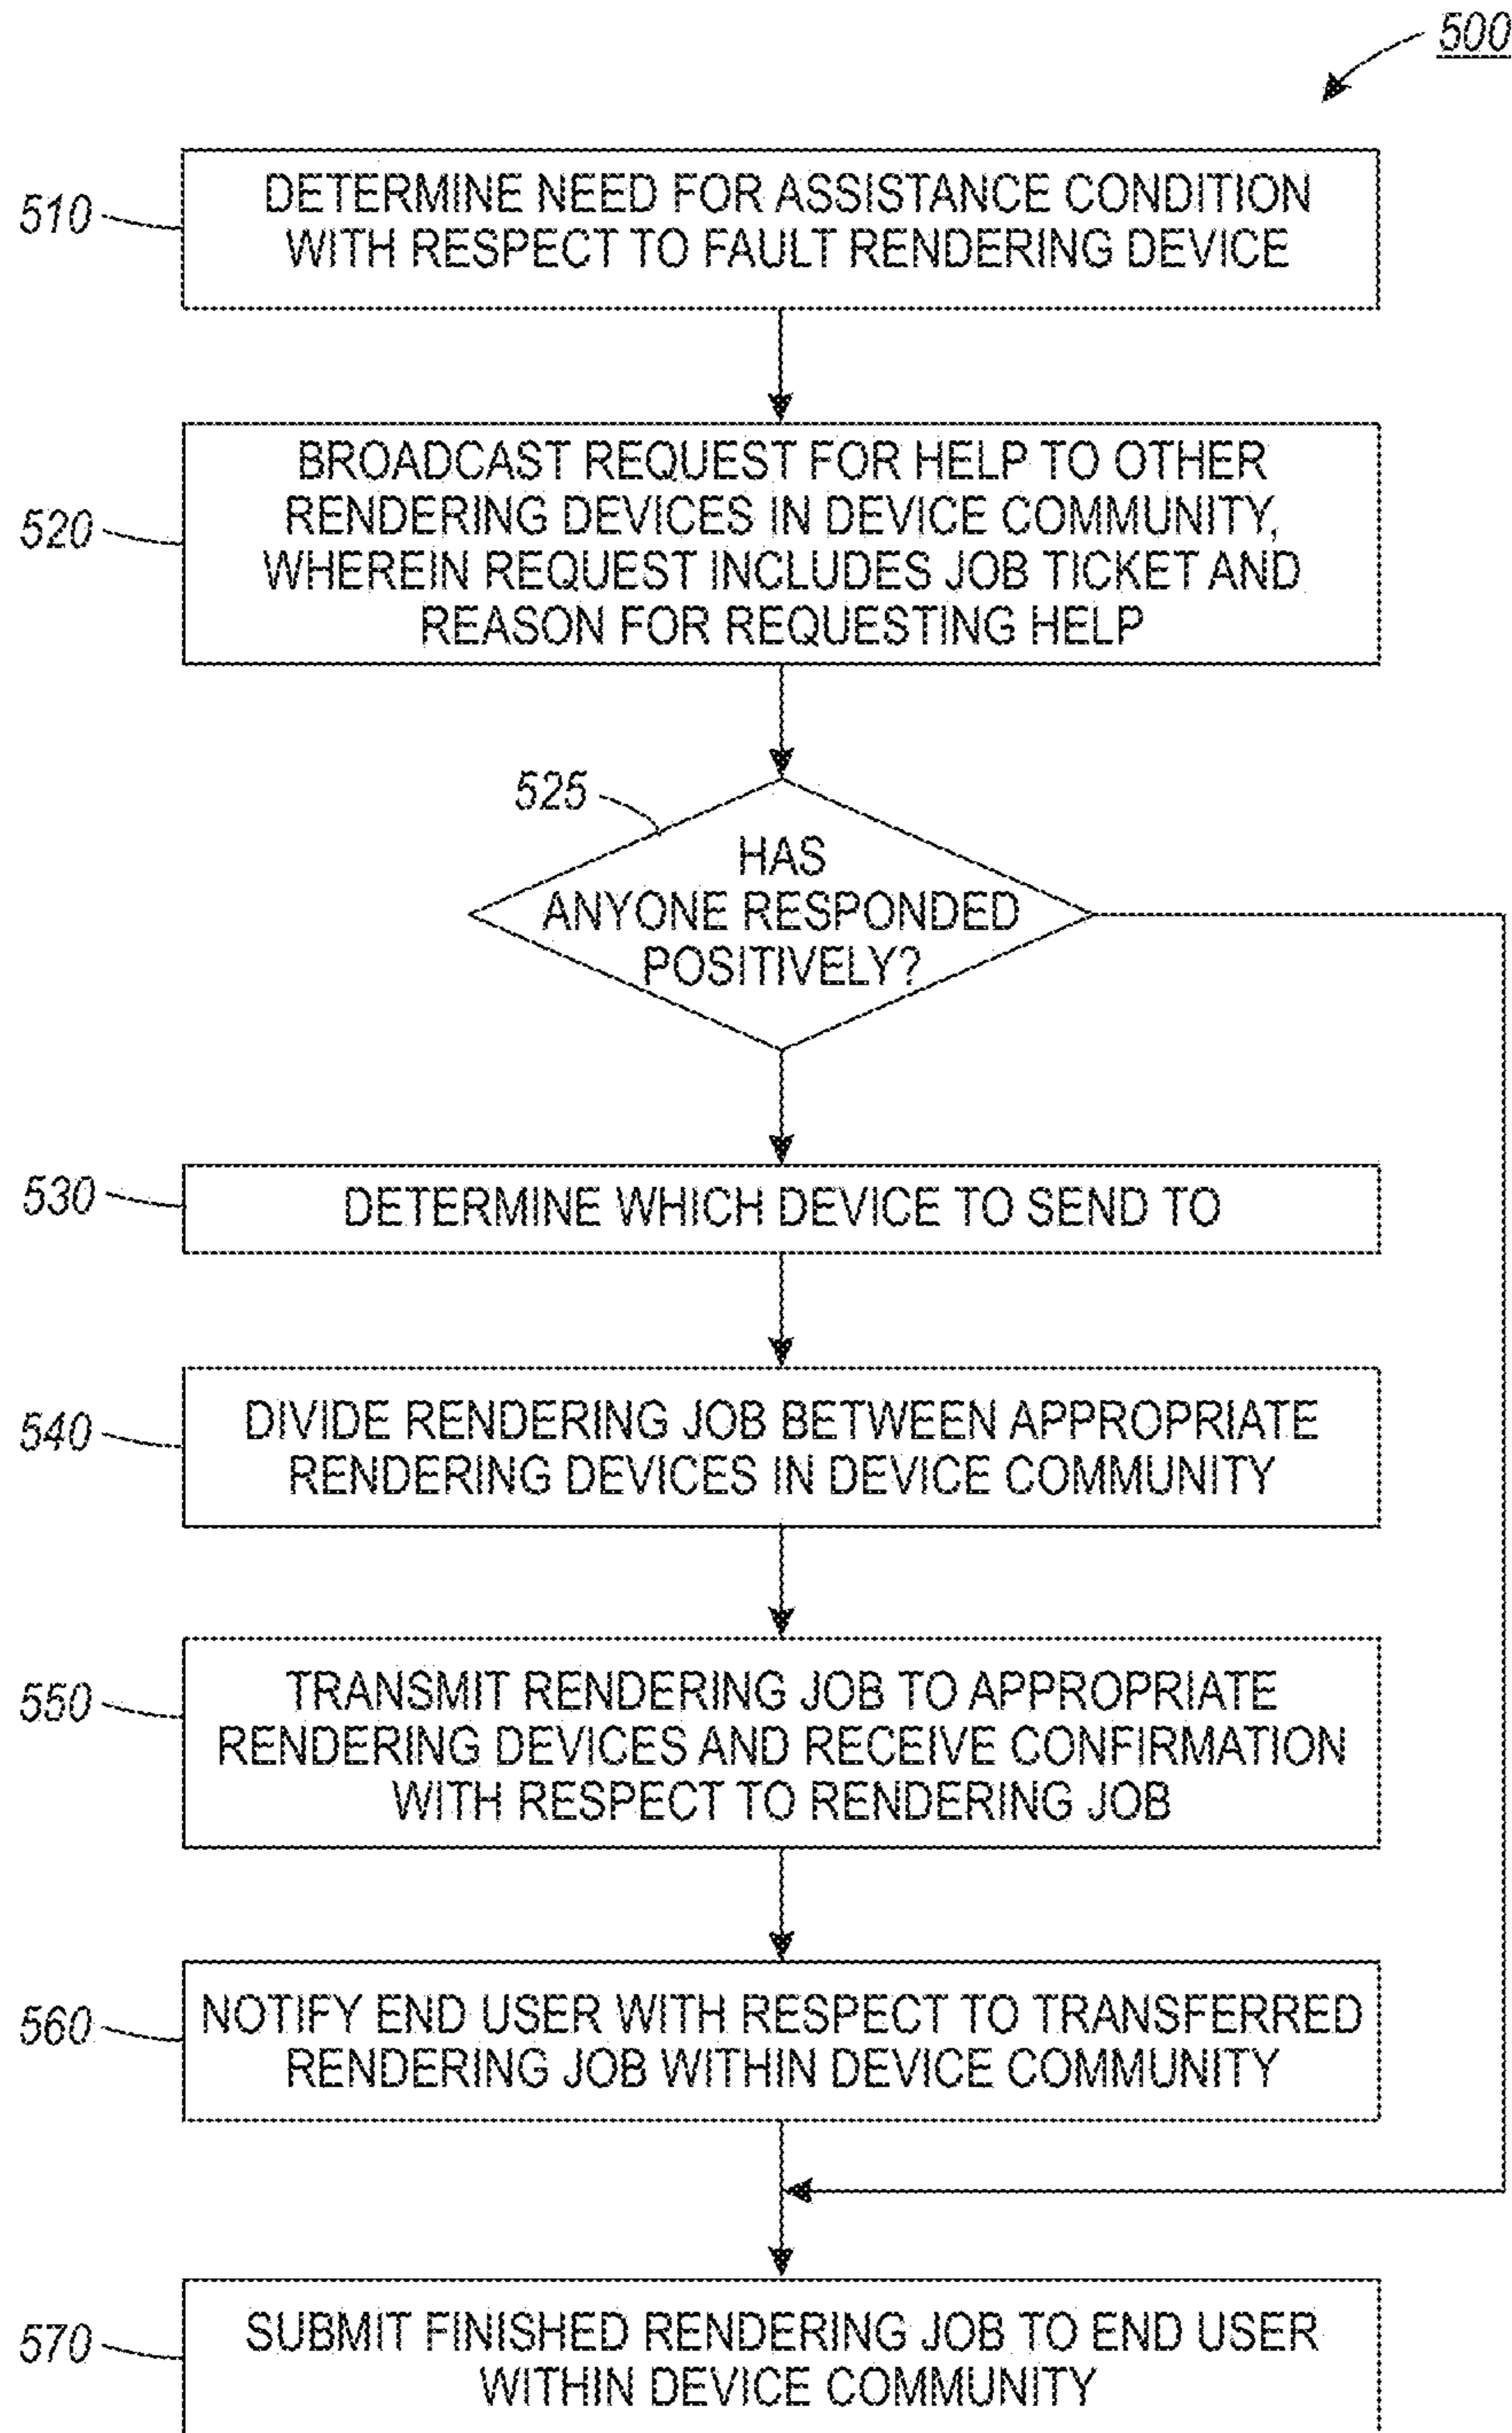 500
510
DETERMINE NEED FOR ASSISTANCE CONDITION
WITH RESPECT TO FAULT RENDERING DEVICE
520
BROADCAST REQUEST FOR HELP TO OTHER
RENDERING DEVICES IN DEVICE COMMUNITY,
WHEREIN REQUEST INCLUDES JOB TICKET AND
REASON FOR REQUESTING HELP
525
HAS
ANYONE RESPONDED
POSITIVELY?
530
DETERMINE WHICH DEVICE TO SEND TO
540
DIVIDE RENDERING JOB BETWEEN APPROPRIATE
RENDERING DEVICES IN DEVICE COMMUNITY
550
TRANSMIT RENDERING JOB TO APPROPRIATE
RENDERING DEVICES AND RECEIVE CONFIRMATION
WITH RESPECT TO RENDERING JOB
560
NOTIFY END USER WITH RESPECT TO TRANSFERRED
RENDERING JOB WITHIN DEVICE COMMUNITY
570
SUBMIT FINISHED RENDERING JOB TO END USER
WITHIN DEVICE COMMUNITY